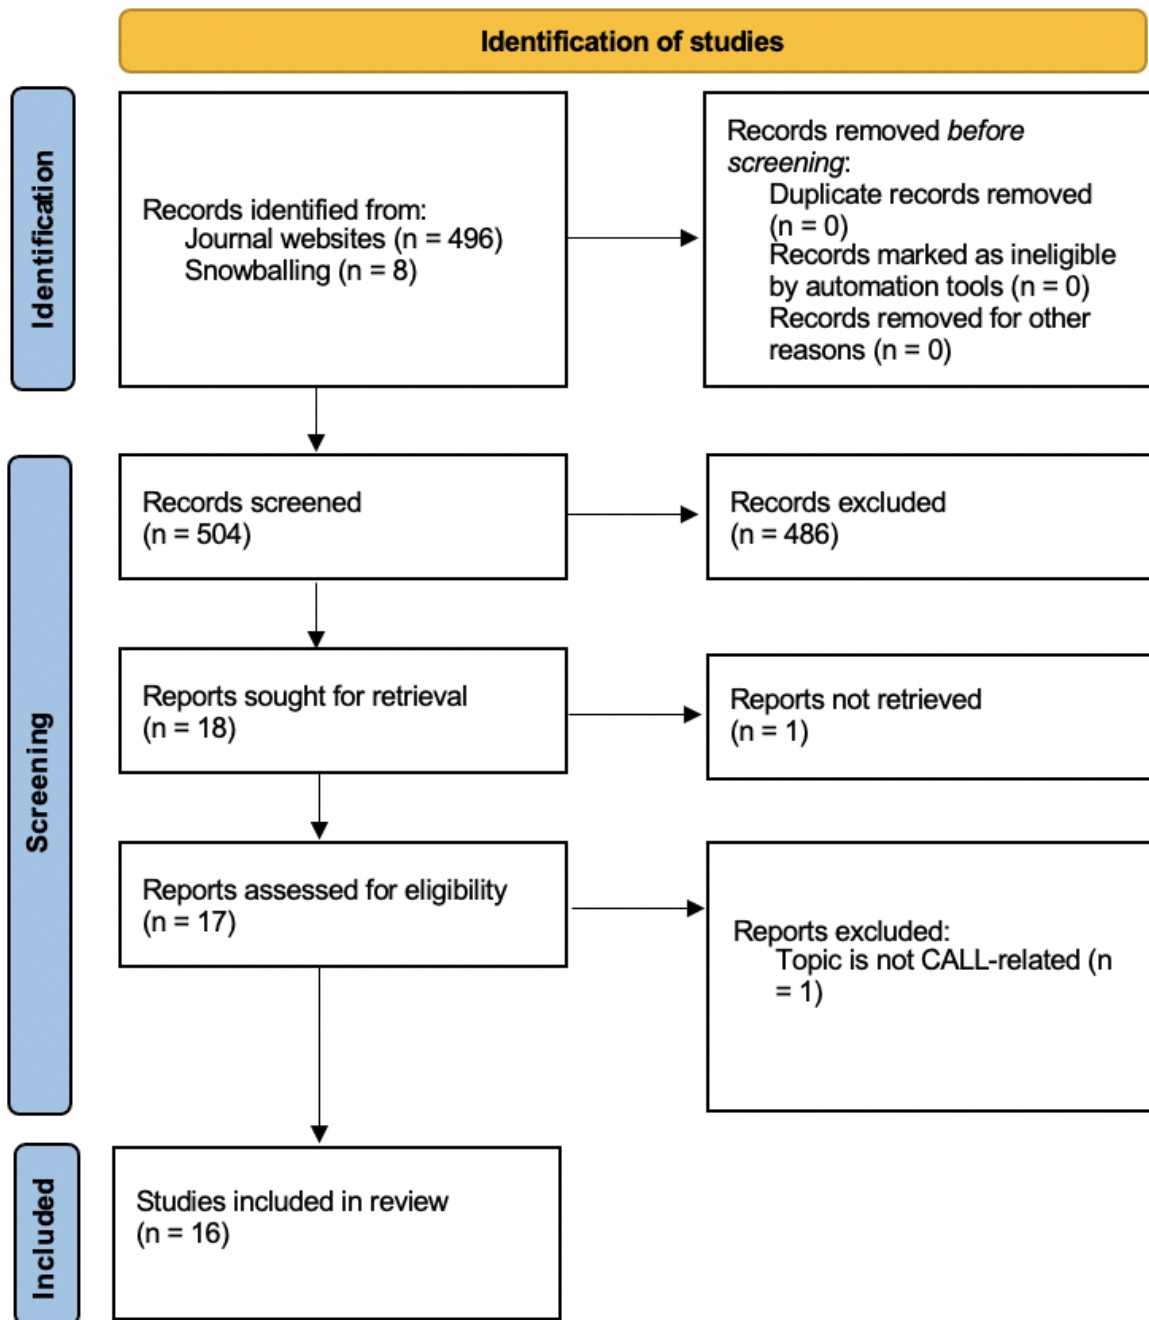 Identification of studies
Identification
Records identified from:
Journal websites (n = 496)
Snowballing (n = 8)
Records removed before
screening:
Duplicate records removed
(n = 0)
Records marked as ineligible
by automation tools (n = 0)
Records removed for other
reasons (n = 0)
Screening
Records screened
(n = 504)
Records excluded
(n = 486)
Reports sought for retrieval
(n = 18)
Reports not retrieved
(n = 1)
Reports assessed for eligibility
(n = 17)
Reports excluded:
Topic is not CALL-related (n
= 1)
Included
Studies included in review
(n = 16)